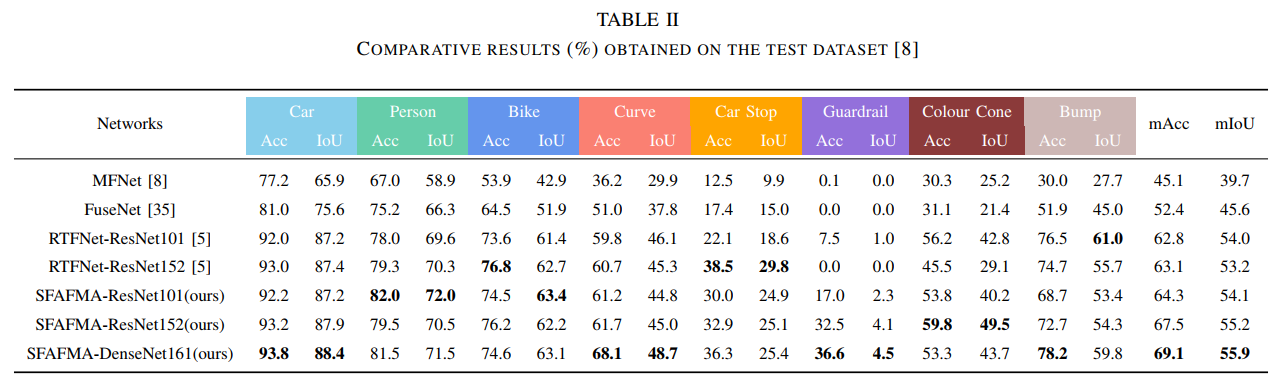 TABLE II
COMPARATIVE RESULTS (%) OBTAINED ON THE TEST DATASET [8]
Networks Car Person Bike Curve Car Stop Guardrail Colour Cone Bump mAcc mIoU
Acc IoU Acc IoU Acc IoU Acc IoU Acc IoU Acc IoU Acc IoU Acc IoU
MFNet [8] 77.2 65.9 67.0 58.9 53.9 42.9 36.2 29.9 12.5 9.9 0.1 0.0 30.3 25.2 30.0 27.7 45.1 39.7
FuseNet [35] 81.0 75.6 75.2 66.3 64.5 51.9 51.0 37.8 17.4 15.0 0.0 0.0 31.1 21.4 51.9 45.0 52.4 45.6
RTFNet-ResNet101 [5] 92.0 87.2 78.0 69.6 73.6 61.4 59.8 46.1 22.1 18.6 7.5 1.0 56.2 42.8 76.5 61.0 62.8 54.0
RTFNet-ResNet152 [5] 93.0 87.4 79.3 70.3 76.8 62.7 60.7 45.3 38.5 29.8 0.0 0.0 45.5 29.1 74.7 55.7 63.1 53.2
SFAFMA-ResNet101(ours) 92.2 87.2 82.0 72.0 74.5 63.4 61.2 44.8 30.0 24.9 17.0 2.3 53.8 40.2 68.7 53.4 64.3 54.1
SFAFMA-ResNet152(ours) 93.2 87.9 79.5 70.5 76.2 62.2 61.7 45.0 32.9 25.1 32.5 4.1 59.8 49.5 72.7 54.3 67.5 55.2
SFAFMA-DenseNet161(ours) 93.8 88.4 81.5 71.5 74.6 63.1 68.1 48.7 36.3 25.4 36.6 4.5 53.3 43.7 78.2 59.8 69.1 55.9